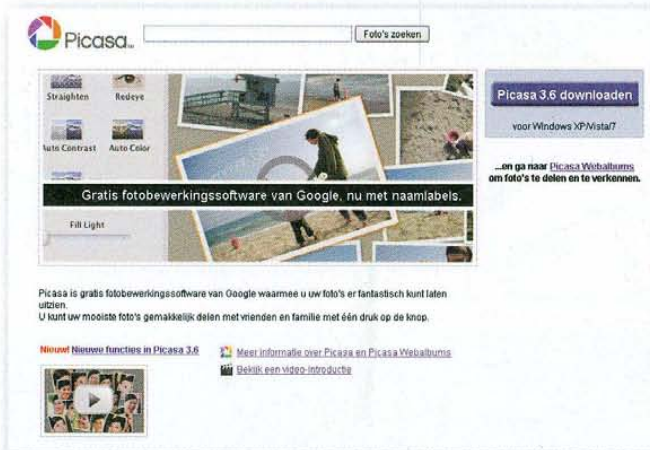 Picasa™
Foto's zoeken
Straighten
Redeye
Auto Contrast
Auto Color
Fill Light
Gratis fotobewerkingssoftware van Google, nu met naamlabels.
Picasa 3.6 downloaden
voor Windows XP/Vista/7
...en ga naar Picasa Webalbums
om foto's te delen en te verkennen.
Picasa is gratis fotobewerkingssoftware van Google waarmee u uw foto's er fantastisch kunt laten
uitzien.
U kunt uw mooiste foto's gemakkelijk delen met vrienden en familie met één druk op de knop.
Nieuw! Nieuwe functies in Picasa 3.6
Meer informatie over Picasa en Picasa Webalbums
Bekijk een video-introductie